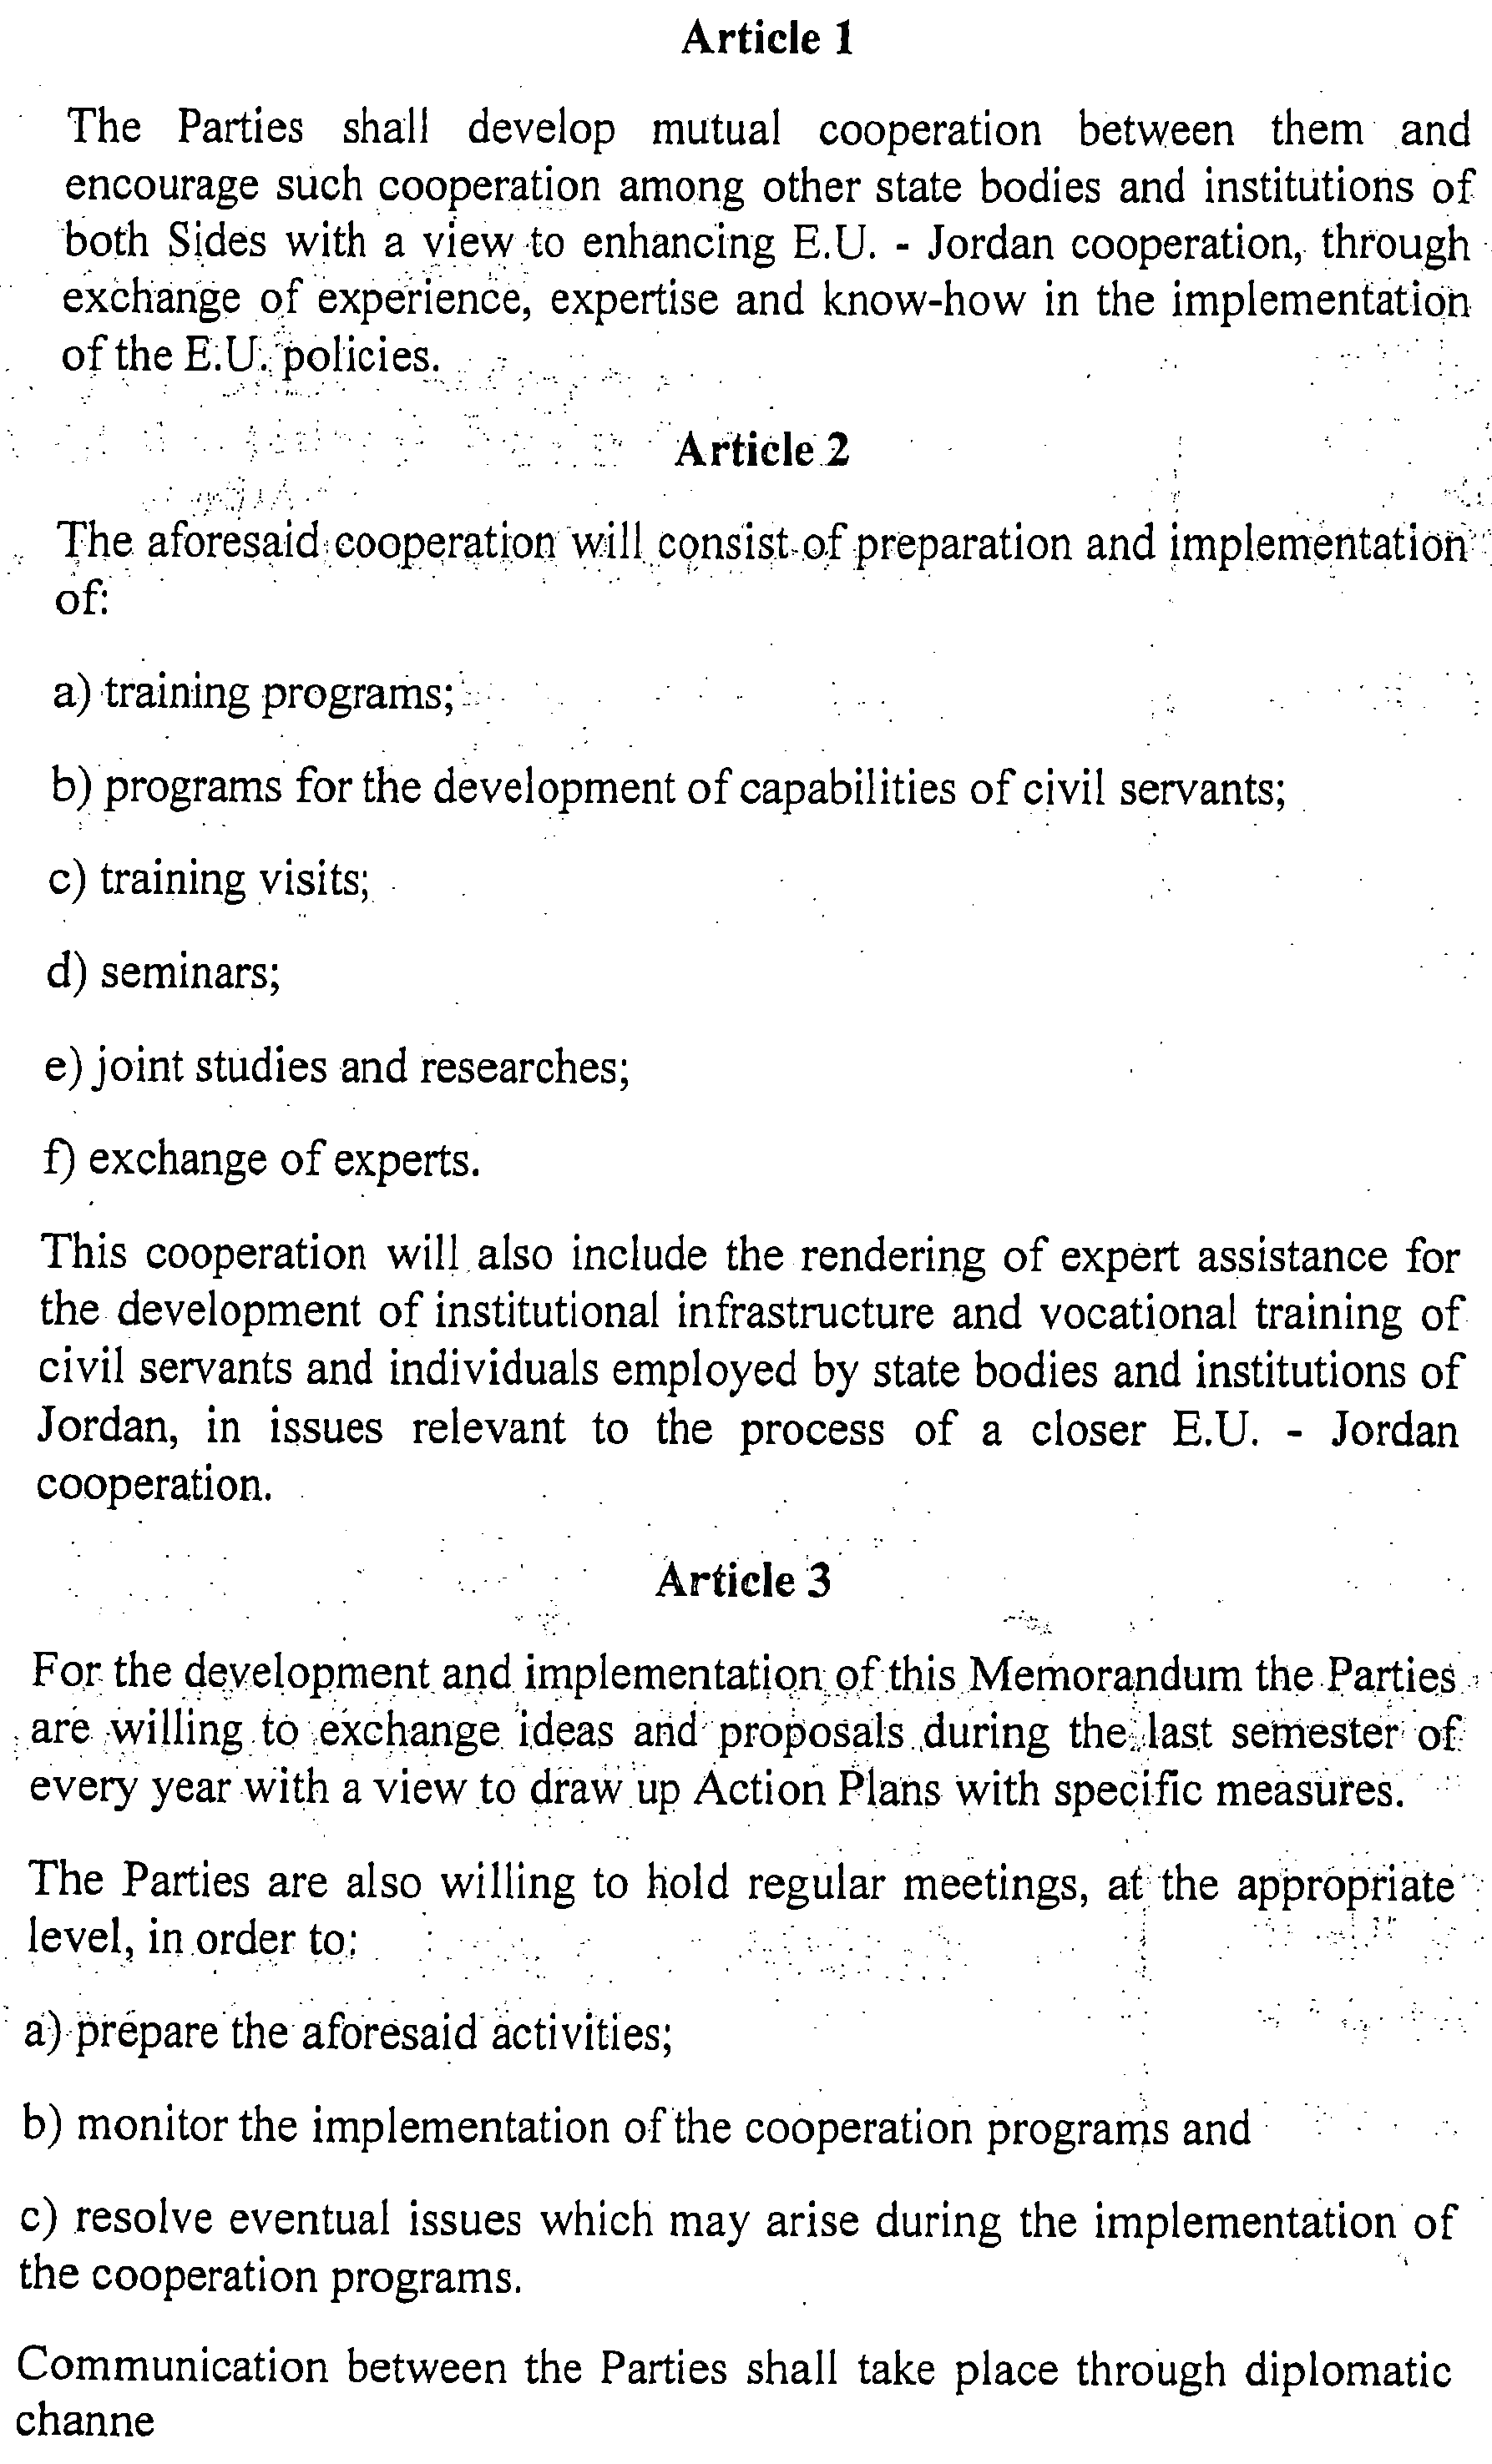 Article 1
The Parties shall develop mutual cooperation between them and
encourage such cooperation among other state bodies and institutions of
both Sides with a view to enhancing E.U. - Jordan cooperation, through
exchange of experience, expertise and know-how in the implementation
of the E.U. policies.
Article 2
The aforesaid cooperation will consist of preparation and implementation
of:
a) training programs;
b) programs for the development of capabilities of civil servants;
c) training visits;
d) seminars;
e) joint studies and researches;
f) exchange of experts.
This cooperation will also include the rendering of expert assistance for
the development of institutional infrastructure and vocational training of
civil servants and individuals employed by state bodies and institutions of
Jordan, in issues relevant to the process of a closer E.U. - Jordan
cooperation.
Article 3
For the development and implementation of this Memorandum the Parties
are willing to exchange ideas and proposals during the last semester of
every year with a view to draw up Action Plans with specific measures.
The Parties are also willing to hold regular meetings, at the appropriate
level, in order to:
a) prepare the aforesaid activities;
b) monitor the implementation of the cooperation programs and
c) resolve eventual issues which may arise during the implementation of
the cooperation programs.
Communication between the Parties shall take place through diplomatic
channe